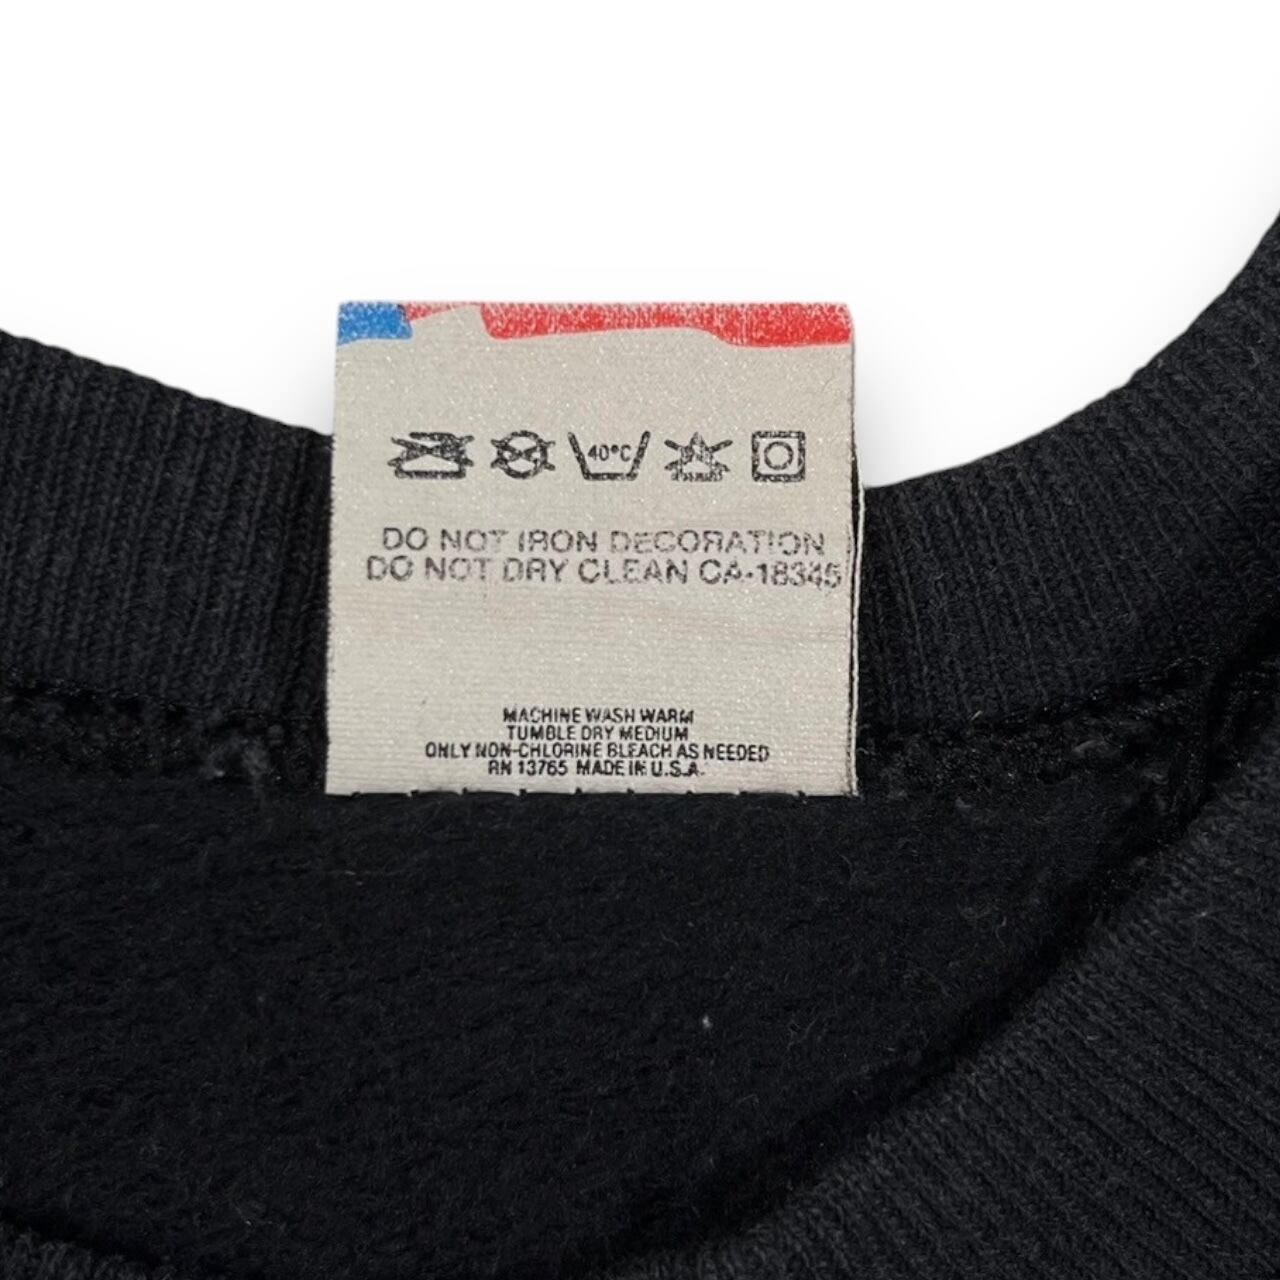 40°C
DO NOT IRON DECORATION
DO NOT DRY CLEAN CA-18345
MACHINE WASH WARM
TUMBLE DRY MEDIUM
ONLY NON-CHLORINE BLEACH AS NEEDED
RN 13765 MADE IN U.S.A.